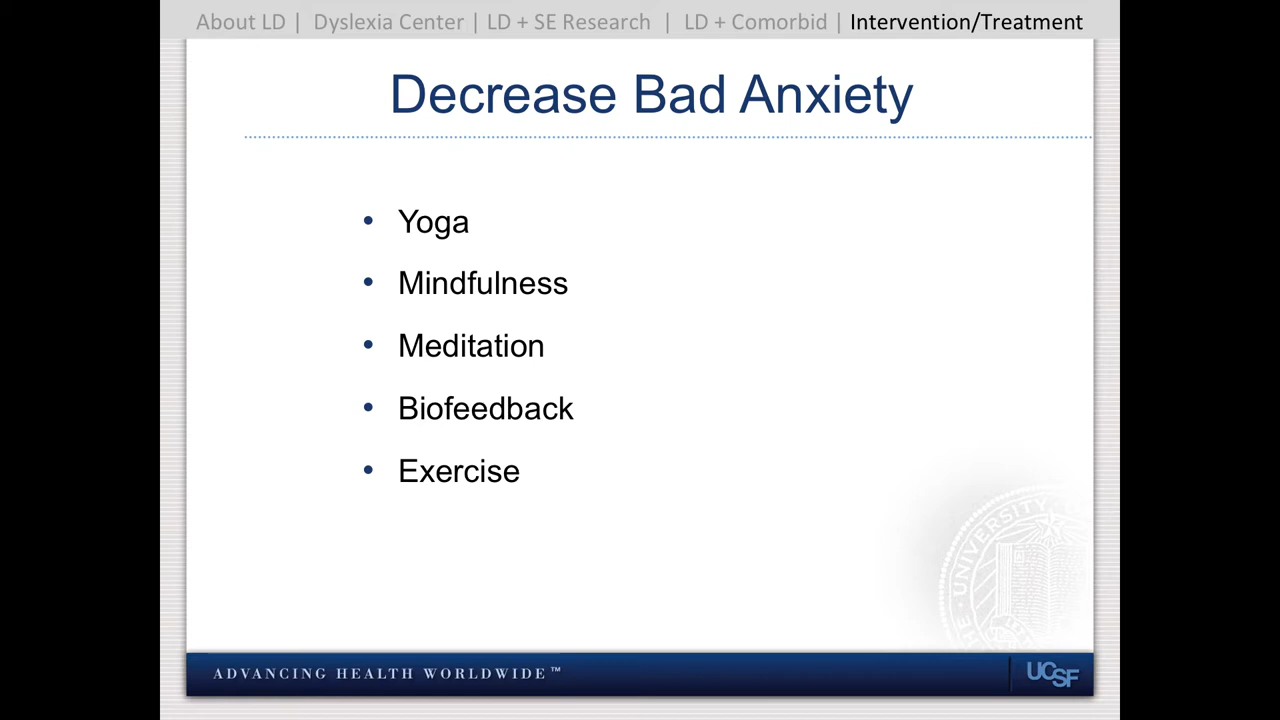 About LD | Dyslexia Center | LD + SE Research | LD + Comorbid | Intervention/Treatment
Decrease Bad Anxiety
• Yoga
• Mindfulness
• Meditation
• Biofeedback
• Exercise
UNIVERSITY
ADVANCING HEALTH WORLDWIDE™
UCSF